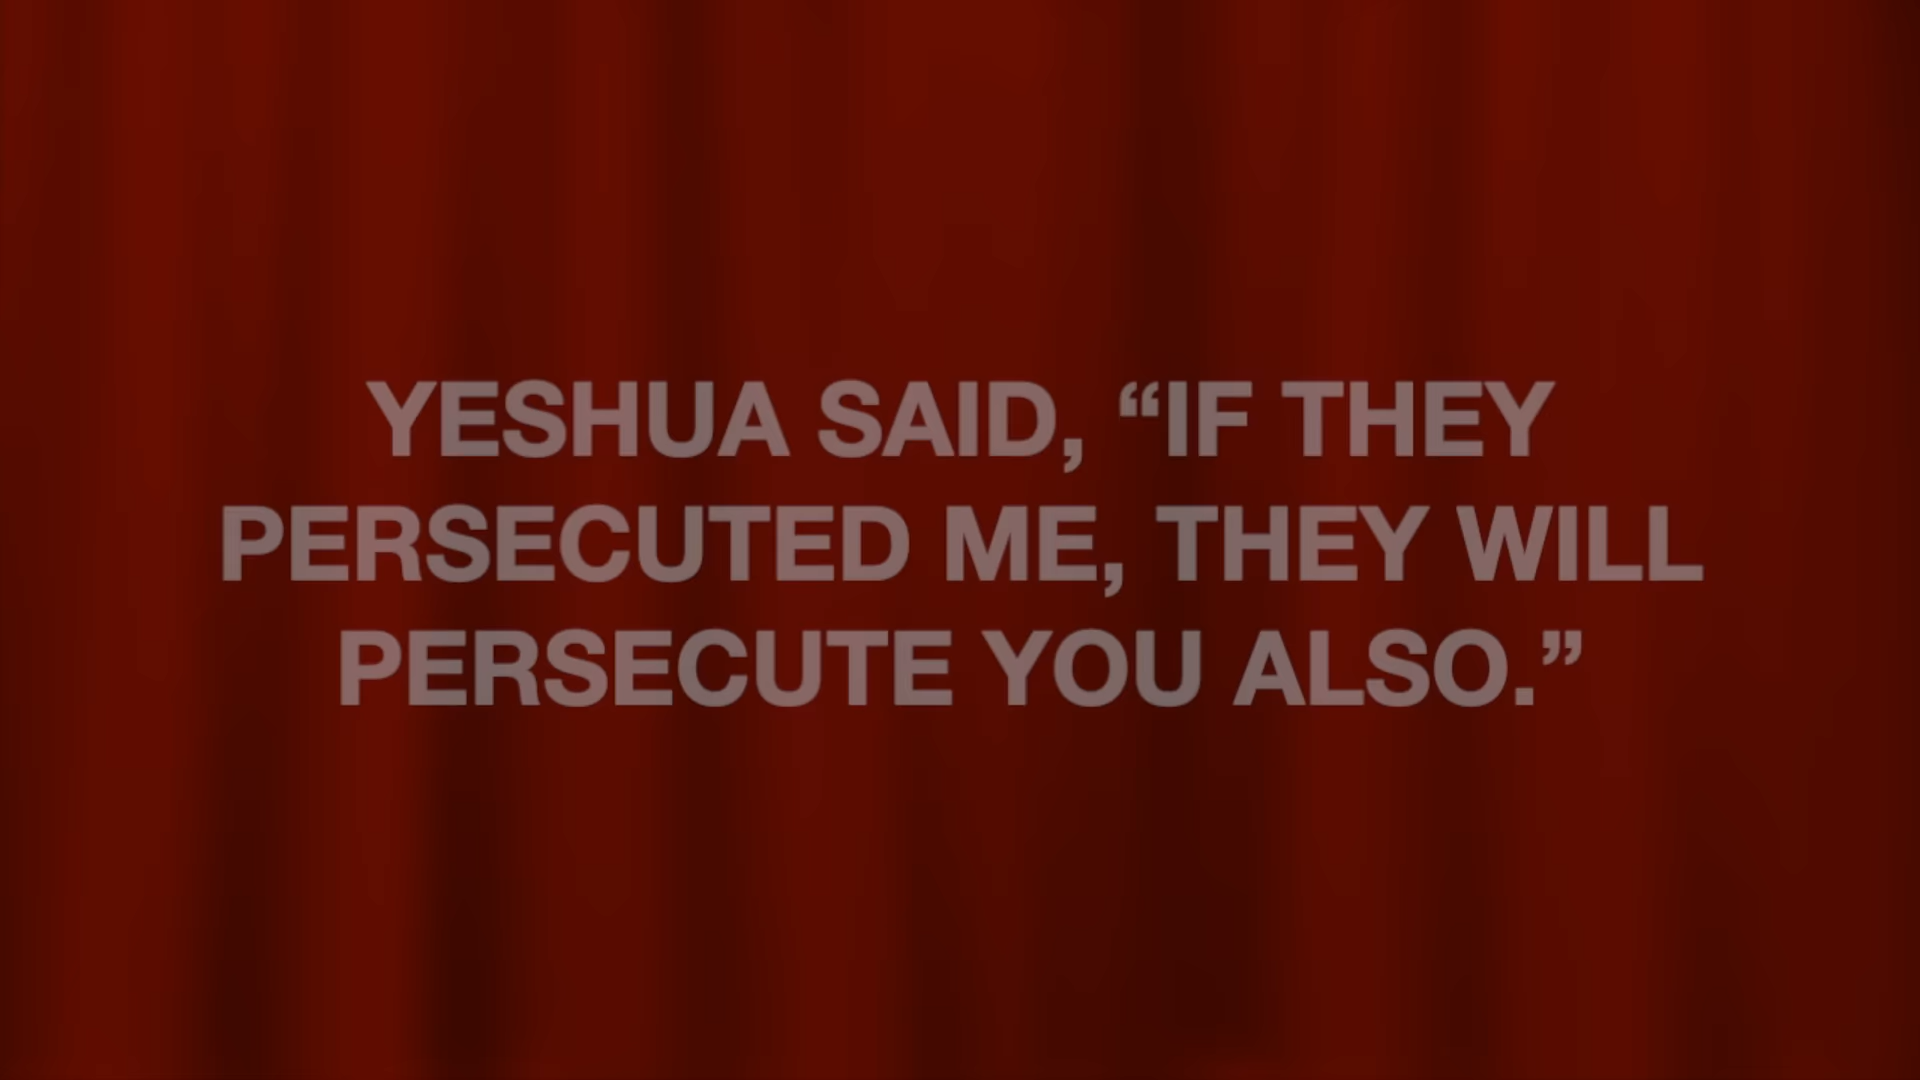 YESHUA SAID, “IF THEY
PERSECUTED ME, THEY WILL
PERSECUTE YOU ALSO.”